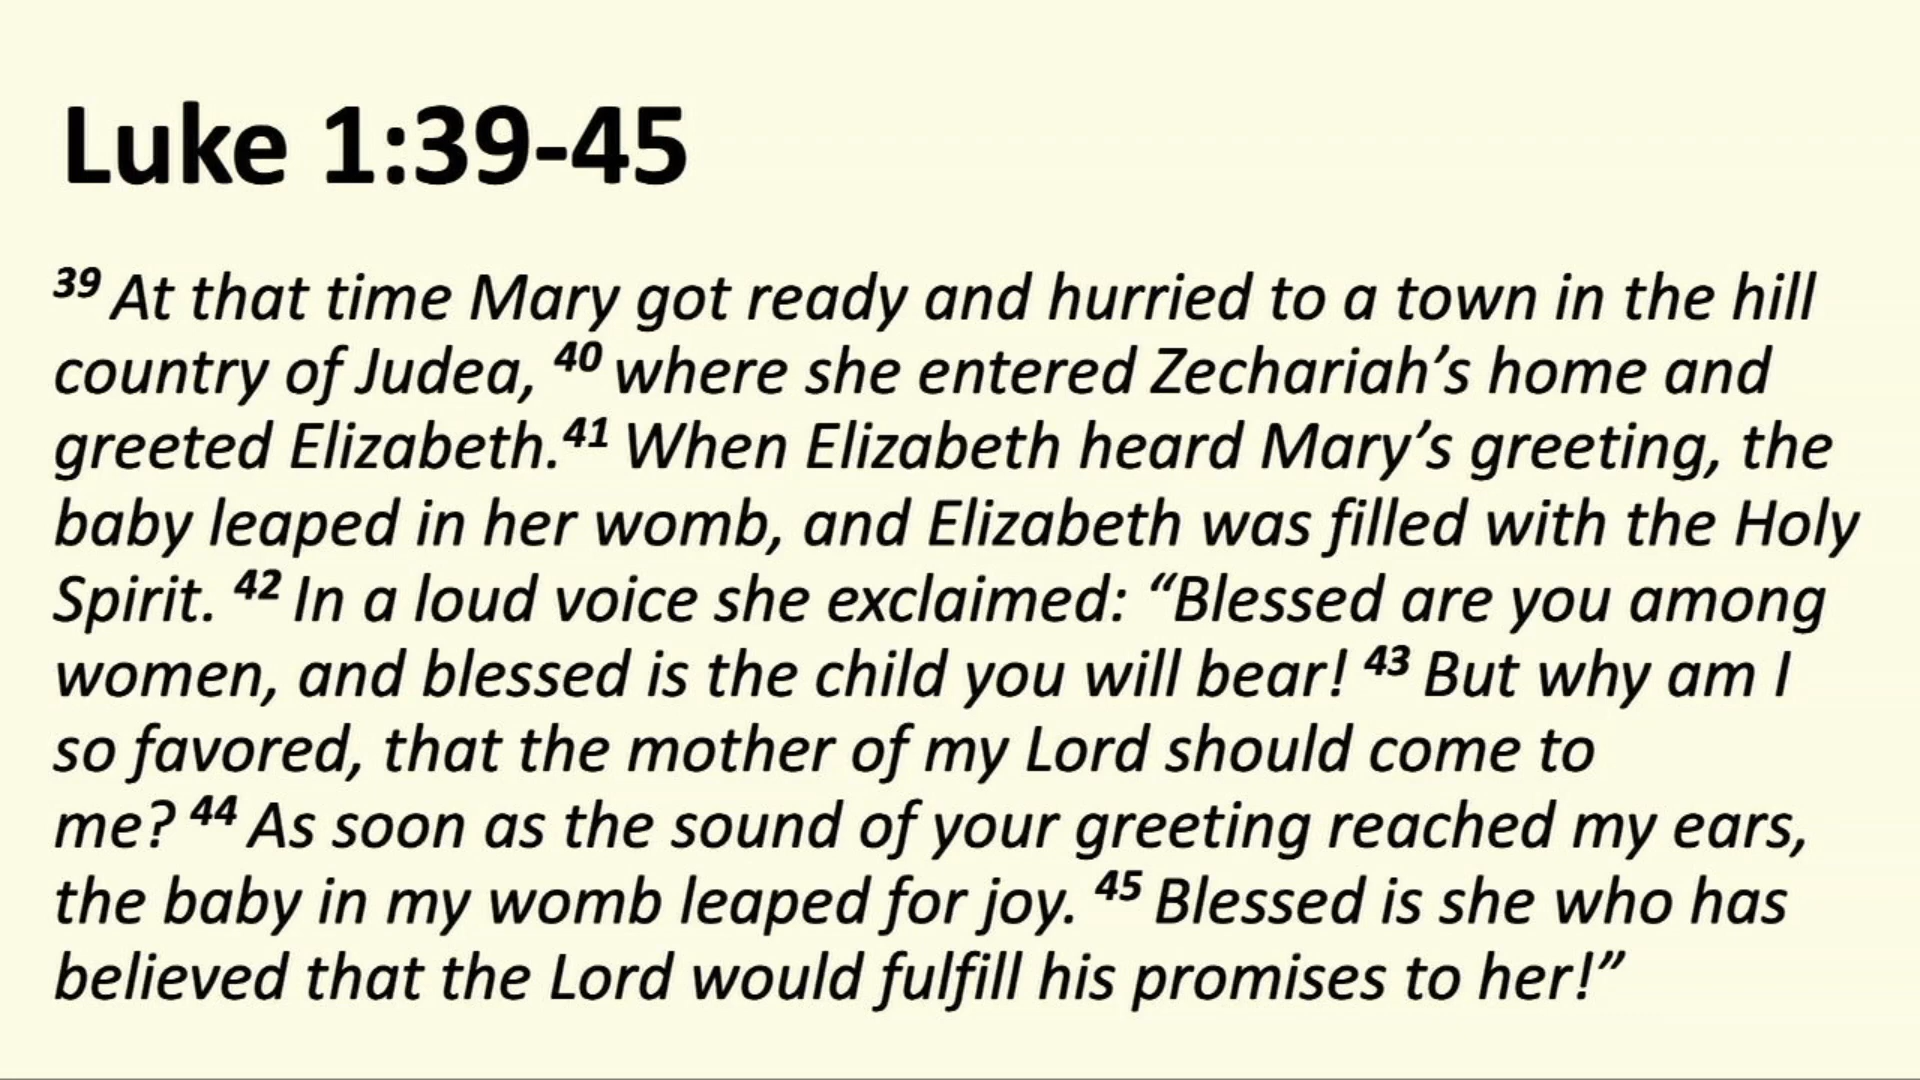 Luke 1:39-45
39 At that time Mary got ready and hurried to a town in the hill
country of Judea, 40 where she entered Zechariah’s home and
greeted Elizabeth.41 When Elizabeth heard Mary’s greeting, the
baby leaped in her womb, and Elizabeth was filled with the Holy
Spirit. 42 In a loud voice she exclaimed: “Blessed are you among
women, and blessed is the child you will bear! 43 But why am I
so favored, that the mother of my Lord should come to
me? 44 As soon as the sound of your greeting reached my ears,
the baby in my womb leaped for joy. 45 Blessed is she who has
believed that the Lord would fulfill his promises to her!”